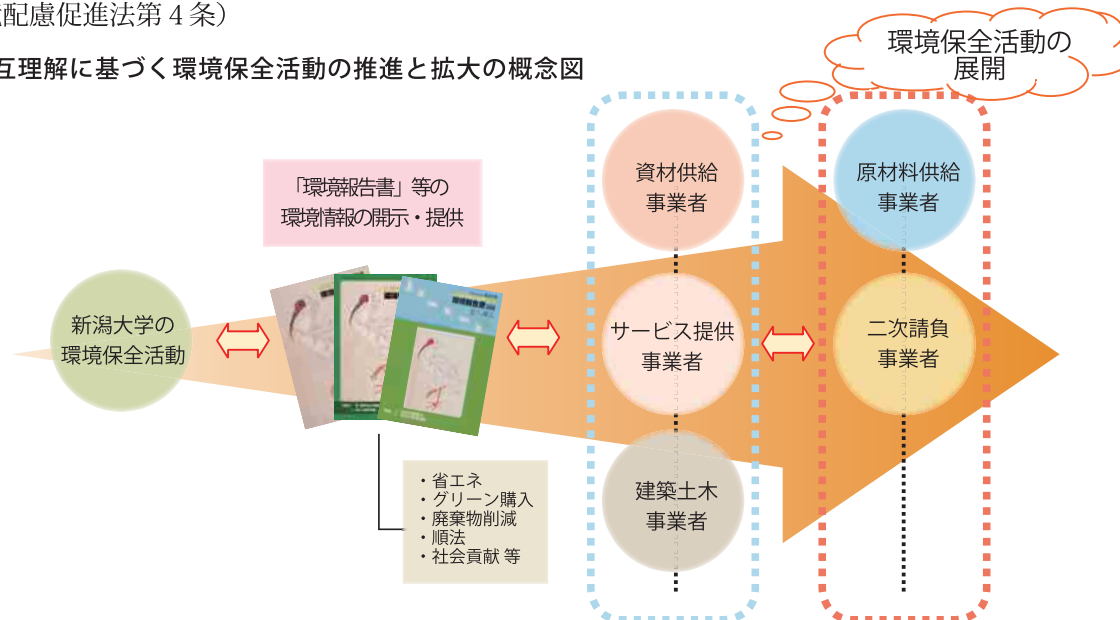 配慮促進法第4条）
互理解に基づく環境保全活動の推進と拡大の概念図
環境保全活動の
展開
「環境報告書」等の
環境情報の開示・提供
新潟大学の
環境保全活動
資材供給
事業者
サービス提供
事業者
建築土木
事業者
原材料供給
事業者
二次請負
事業者
・省エネ
・グリーン購入
・廃棄物削減
・順法
・社会貢献 等